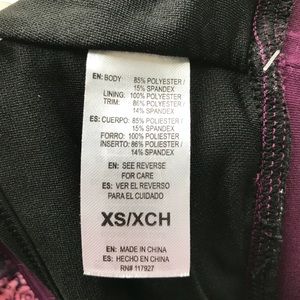 EN: BODY 85% POLYESTER /
15% SPANDEX
LINING: 100% POLYESTER
TRIM: 86% POLYESTER /
14% SPANDEX
ES: CUERPO: 85% POLIESTER /
15% SPANDEX
FORRO: 100% POLIESTER
INSERTO: 86% POLIESTER /
14% SPANDEX
EN: SEE REVERSE
FOR CARE
ES: VER EL REVERSO
PARA EL CUIDADO
XS/XCH
EN: MADE IN CHINA
ES: HECHO EN CHINA
RN# 117927